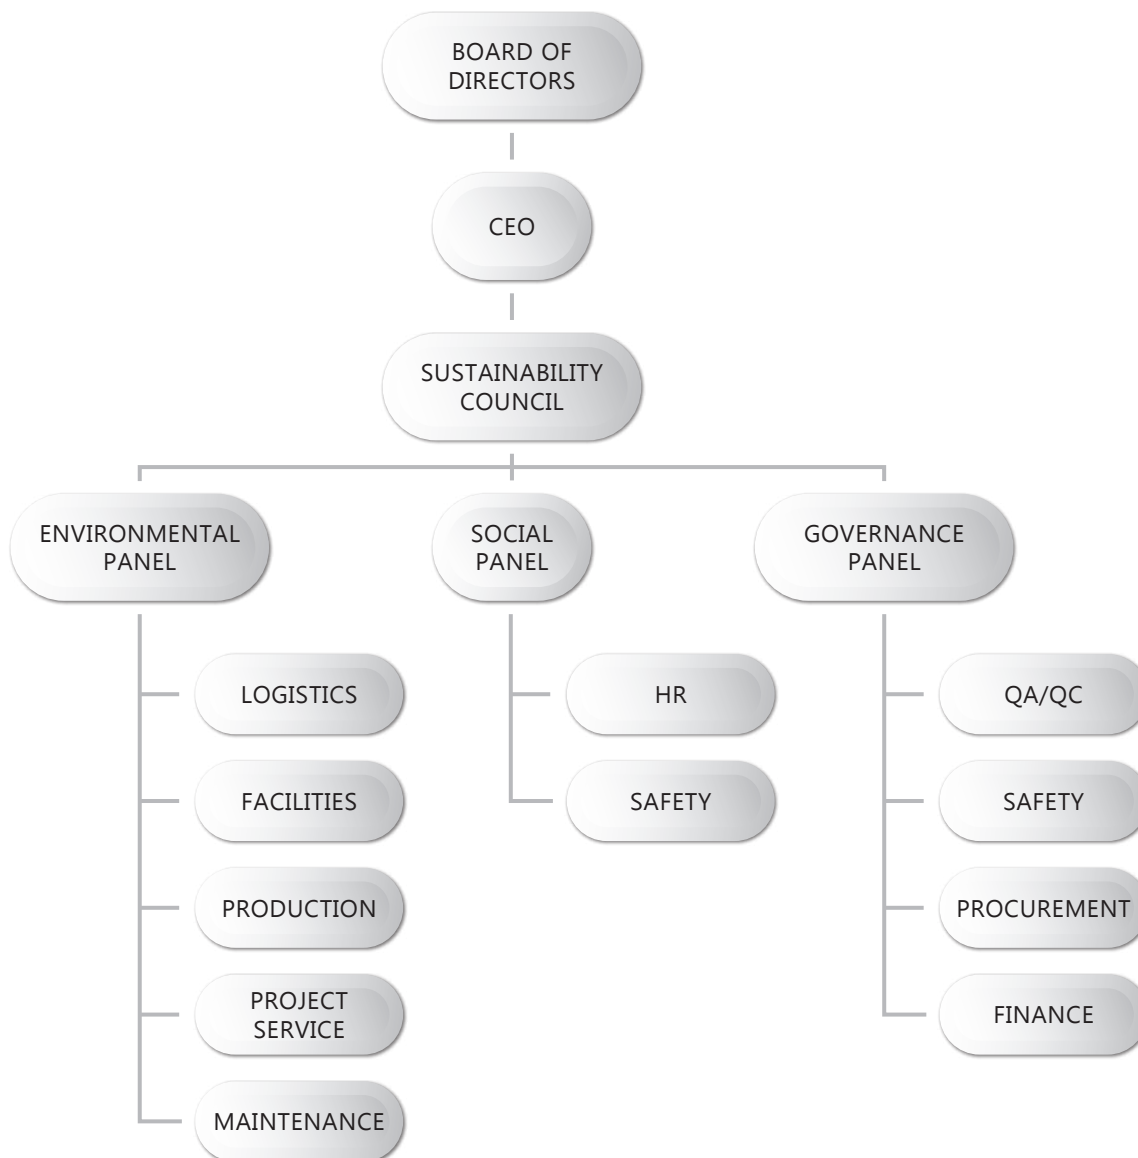 BOARD OF
DIRECTORS
CEO
SUSTAINABILITY
COUNCIL
ENVIRONMENTAL
PANEL
SOCIAL
PANEL
GOVERNANCE
PANEL
LOGISTICS
FACILITIES
PRODUCTION
PROJECT
SERVICE
MAINTENANCE
HR
SAFETY
QA/QC
SAFETY
PROCUREMENT
FINANCE